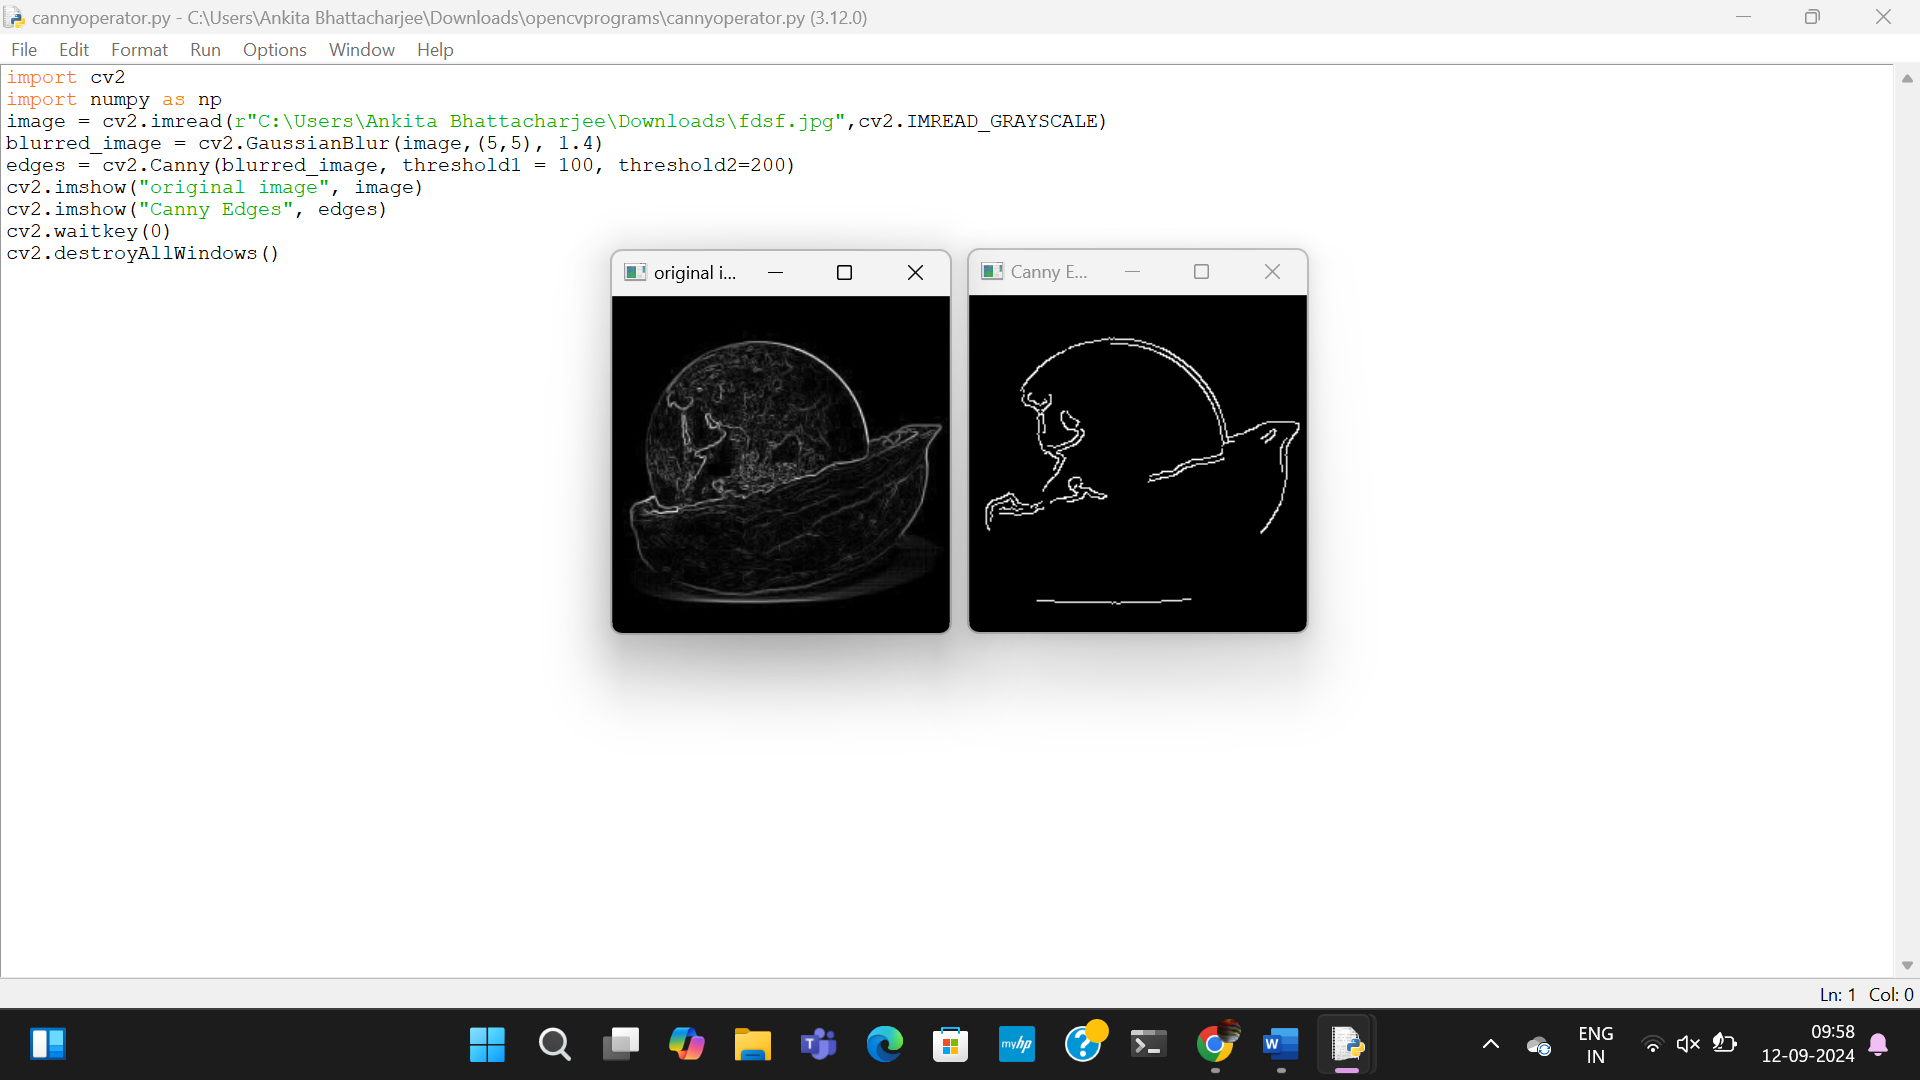 cannyoperator.py - C:\Users\Ankita Bhattacharjee\Downloads\opencvprograms\cannyoperator.py (3.12.0)
File Edit Format Run Options Window Help
import cv2
import numpy as np
image = cv2.imread(r"C:\Users\Ankita Bhattacharjee\Downloads\fdsf.jpg",cv2.IMREAD_GRAYSCALE)
blurred_image = cv2.GaussianBlur(image,(5,5), 1.4)
edges = cv2.Canny(blurred_image, threshold1 = 100, threshold2=200)
cv2.imshow("original image", image)
cv2.imshow("Canny Edges", edges)
cv2.waitkey(0)
cv2.destroyAllWindows()
original i...
Canny E...
Ln: 1 Col: 0
myhp
ENG
IN
09:58
12-09-2024